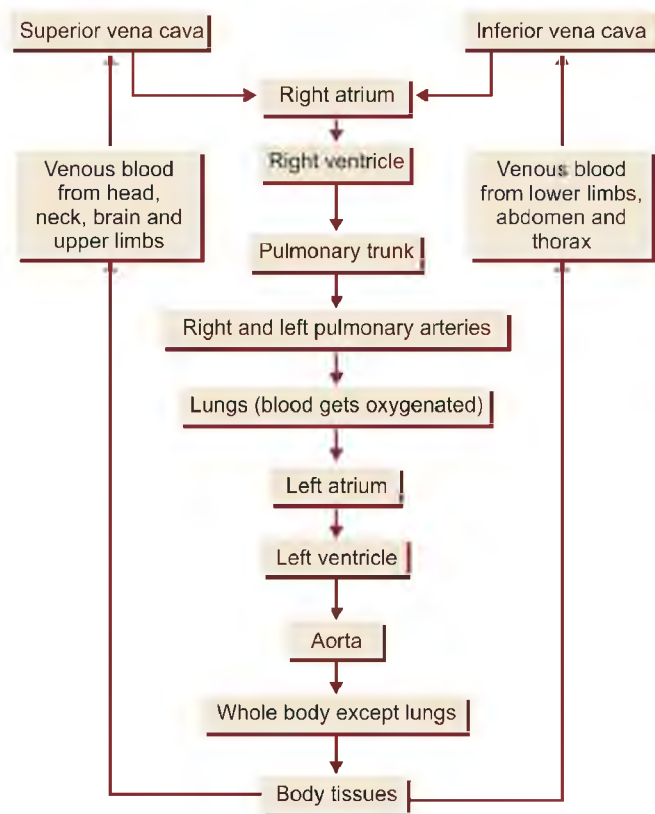 Superior vena cava
Inferior vena cava
Right atrium
Right ventricle
Venous blood
from head,
neck, brain and
upper limbs
Venous blood
from lower limbs,
abdomen and
thorax
Pulmonary trunk
Right and left pulmonary arteries
Lungs (blood gets oxygenated)
Left atrium
Left ventricle
Aorta
Whole body except lungs
Body tissues